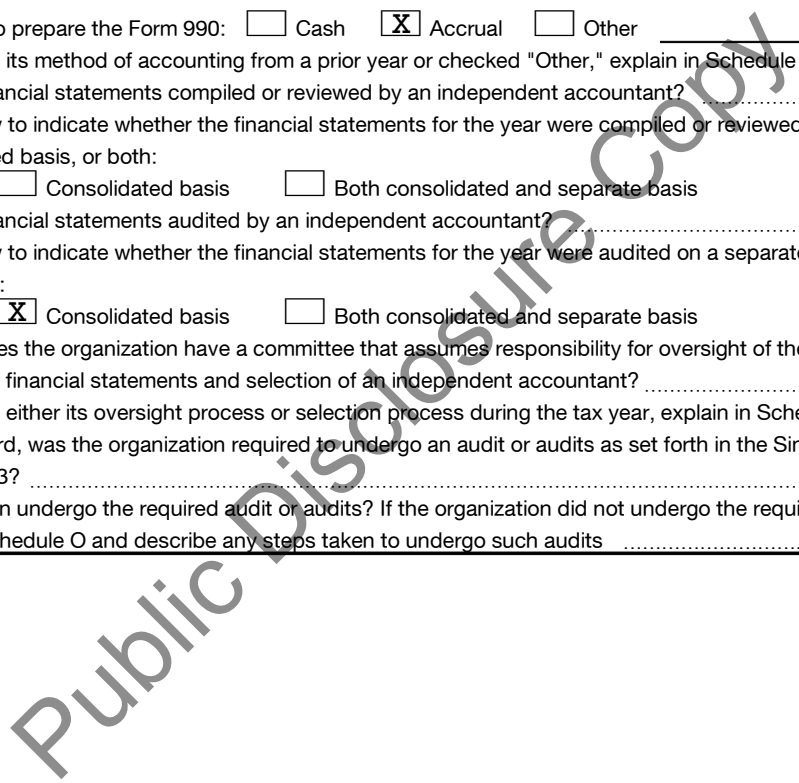 o prepare the Form 990: Cash X Accrual Other
its method of accounting from a prior year or checked "Other," explain in Schedule
ancial statements compiled or reviewed by an independent accountant?
to indicate whether the financial statements for the year were compiled or reviewed
ed basis, or both:
Consolidated basis Both consolidated and separate basis
ancial statements audited by an independent accountant?
to indicate whether the financial statements for the year were audited on a separate
:
X Consolidated basis Both consolidated and separate basis
es the organization have a committee that assumes responsibility for oversight of the
financial statements and selection of an independent accountant?
either its oversight process or selection process during the tax year, explain in Sche
rd, was the organization required to undergo an audit or audits as set forth in the Sin
3?
n undergo the required audit or audits? If the organization did not undergo the requi
hedule O and describe any steps taken to undergo such audits
Public Disclosure Copy